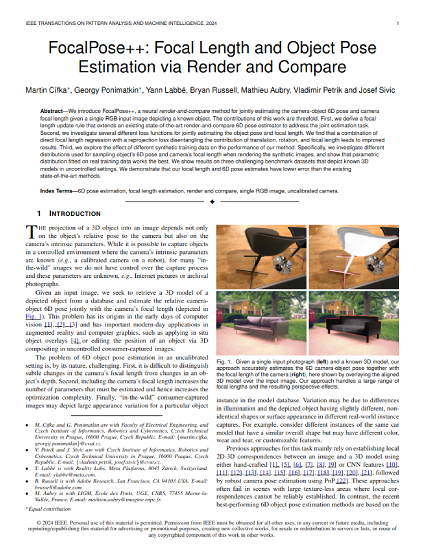 IEEE TRANSACTIONS ON PATTERN ANALYSIS AND MACHINE INTELLIGENCE, 2024
1
FocalPose++: Focal Length and Object Pose
Estimation via Render and Compare
Martin Cífka*, Georgy Ponimatkin*, Yann Labbé, Bryan Russell, Mathieu Aubry, Vladimir Petrik and Josef Sivic
Abstract—We introduce FocalPose++, a neural render-and-compare method for jointly estimating the camera-object 6D pose and camera
focal length given a single RGB input image depicting a known object. The contributions of this work are threefold. First, we derive a focal
length update rule that extends an existing state-of-the-art render-and-compare 6D pose estimator to address the joint estimation task.
Second, we investigate several different loss functions for jointly estimating the object pose and focal length. We find that a combination of
direct focal length regression with a reprojection loss disentangling the contribution of translation, rotation, and focal length leads to improved
results. Third, we explore the effect of different synthetic training data on the performance of our method. Specifically, we investigate different
distributions used for sampling object's 6D pose and camera's focal length when rendering the synthetic images, and show that parametric
distribution fitted on real training data works the best. We show results on three challenging benchmark datasets that depict known 3D
models in uncontrolled settings. We demonstrate that our focal length and 6D pose estimates have lower error than the existing
state-of-the-art methods.
Index Terms—6D pose estimation, focal length estimation, render and compare, single RGB image, uncalibrated camera.
1 INTRODUCTION
THE projection of a 3D object into an image depends not only
on the object's relative pose to the camera but also on the
camera's intrinsic parameters. While it is possible to capture objects
in a controlled environment where the camera's intrinsic parameters
are known (e.g., a calibrated camera on a robot), for many "in-
the-wild" images we do not have control over the capture process
and these parameters are unknown, e.g., Internet pictures or archival
photographs.
Given an input image, we seek to retrieve a 3D model of a
depicted object from a database and estimate the relative camera-
object 6D pose jointly with the camera's focal length (depicted in
Fig. 1). This problem has its origins in the early days of computer
vision [1], [2], [3] and has important modern-day applications in
augmented reality and computer graphics, such as applying in situ
object overlays [4], or editing the position of an object via 3D
compositing in uncontrolled consumer-captured images.
The problem of 6D object pose estimation in an uncalibrated
setting is, by its nature, challenging. First, it is difficult to distinguish
subtle changes in the camera's focal length from changes in an ob-
ject's depth. Second, including the camera's focal length increases the
number of parameters that must be estimated and hence increases the
optimization complexity. Finally, "in-the-wild" consumer-captured
images may depict large appearance variation for a particular object
• M. Cífka and G. Ponimatkin are with Faculty of Electrical Engineering, and
Czech Institute of Informatics, Robotics and Cybernetics, Czech Technical
University in Prague, 16000 Prague, Czech Republic. E-mail: {martin.cifka,
georgij.ponimatkin}@cvut.cz.
V. Petrik and J. Sivic are with Czech Institute of Informatics, Robotics and
Cybernetics, Czech Technical University in Prague, 16000 Prague, Czech
Republic. E-mail: {vladimir.petrik, josef.sivic}@cvut.cz.
Y. Labbé is with Reality Labs, Meta Platforms, 8045 Zürich, Switzerland.
E-mail: ylabbe@meta.com.
B. Russell is with Adobe Research, San Francisco, CA 94103 USA. E-mail:
brussell@adobe.com.
M. Aubry is with LIGM, École des Ponts, UGE, CNRS, 77455 Marne-la-
Vallée, France. E-mail: mathieu.aubry@imagine.enpc.fr.
*Equal contribution
Fig. 1. Given a single input photograph (left) and a known 3D model, our
approach accurately estimates the 6D camera-object pose together with
the focal length of the camera (right), here shown by overlaying the aligned
3D model over the input image. Our approach handles a large range of
focal lengths and the resulting perspective effects.
instance in the model database. Variation may be due to differences
in illumination and the depicted object having slightly different, non-
identical shapes or surface appearance in different real-world instance
captures. For example, consider different instances of the same car
model that have a similar overall shape but may have different color,
wear and tear, or customizable features.
Previous approaches for this task mainly rely on establishing
local 2D-3D correspondences between an image and a 3D model using
either hand-crafted [1], [5], [6], [7], [8], [9] or CNN features [10],
[11], [12], [13], [14], [15], [16], [17], [18], [19], [20], [21], followed
by robust camera pose estimation using PnP [22]. These approaches
often fail in scenes with large texture-less areas where local cor-
respondences cannot be reliably established. In contrast, the recent
best-performing 6D object pose estimation methods are based on the
© 2024 IEEE. Personal use of this material is permitted. Permission from IEEE must be obtained for all other uses, in any current or future media, including
reprinting/republishing this material for advertising or promotional purposes, creating new collective works, for resale or redistribution to servers or lists, or reuse of
any copyrighted component of this work in other works.